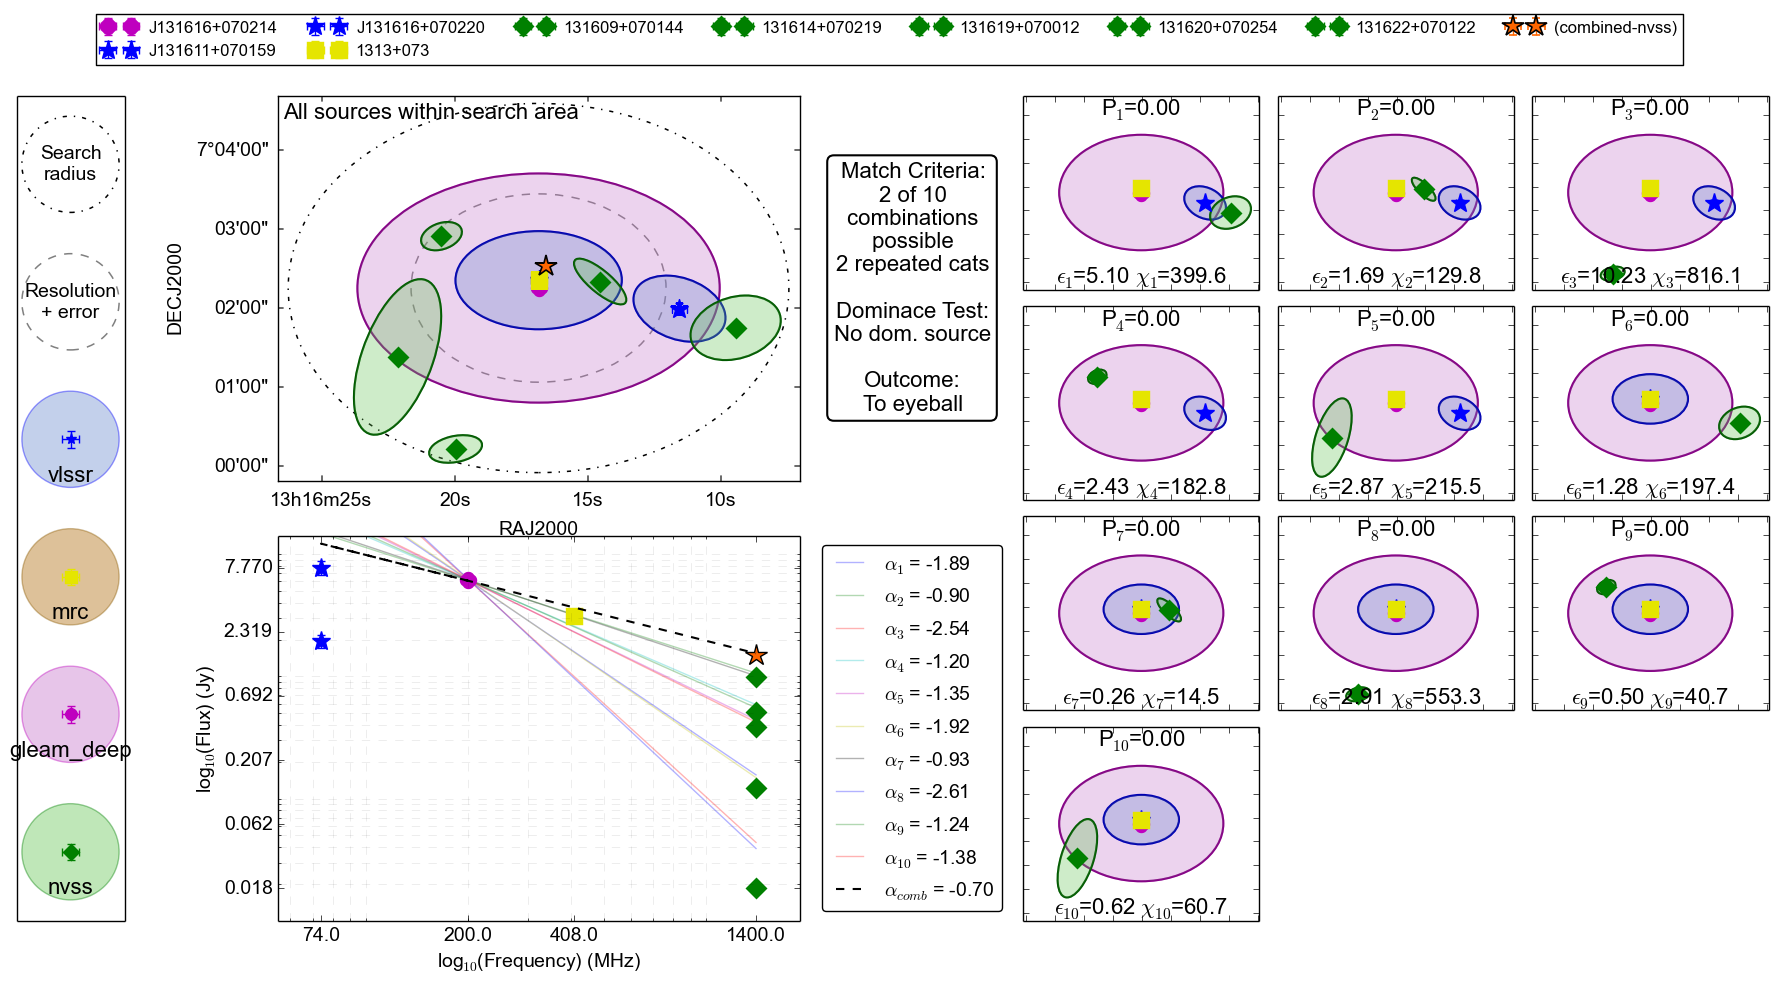 J131616+070214
J131616+070220
131609+070144
131614+070219
131619+070012
131620+070254
131622+070122
(combined-nvss)
J131611+070159
1313+073
Search
radius
Resolution
+ error
vlssr
mrc
gleam_deep
nvss
All sources within search area
DECJ2000
7°04'00"
03'00"
02'00"
01'00"
00'00"
13h16m25s
20s
15s
10s
RAJ2000
Match Criteria:
2 of 10
combinations
possible
2 repeated cats
Dominace Test:
No dom. source
Outcome:
To eyeball
log10(Flux) (Jy)
7.770
2.319
0.692
0.207
0.062
0.018
74.0
200.0
408.0
1400.0
log10(Frequency) (MHz)
α1 = -1.89
α2 = -0.90
α3 = -2.54
α4 = -1.20
α5 = -1.35
α6 = -1.92
α7 = -0.93
α8 = -2.61
α9 = -1.24
α10 = -1.38
αcomb = -0.70
P1=0.00
ϵ1=5.10 χ1=399.6
P2=0.00
ϵ2=1.69 χ2=129.8
P3=0.00
ϵ3=10.23 χ3=816.1
P4=0.00
ϵ4=2.43 χ4=182.8
P5=0.00
ϵ5=2.87 χ5=215.5
P6=0.00
ϵ6=1.28 χ6=197.4
P7=0.00
ϵ7=0.26 χ7=14.5
P8=0.00
ϵ8=2.91 χ8=553.3
P9=0.00
ϵ9=0.50 χ9=40.7
P10=0.00
ϵ10=0.62 χ10=60.7